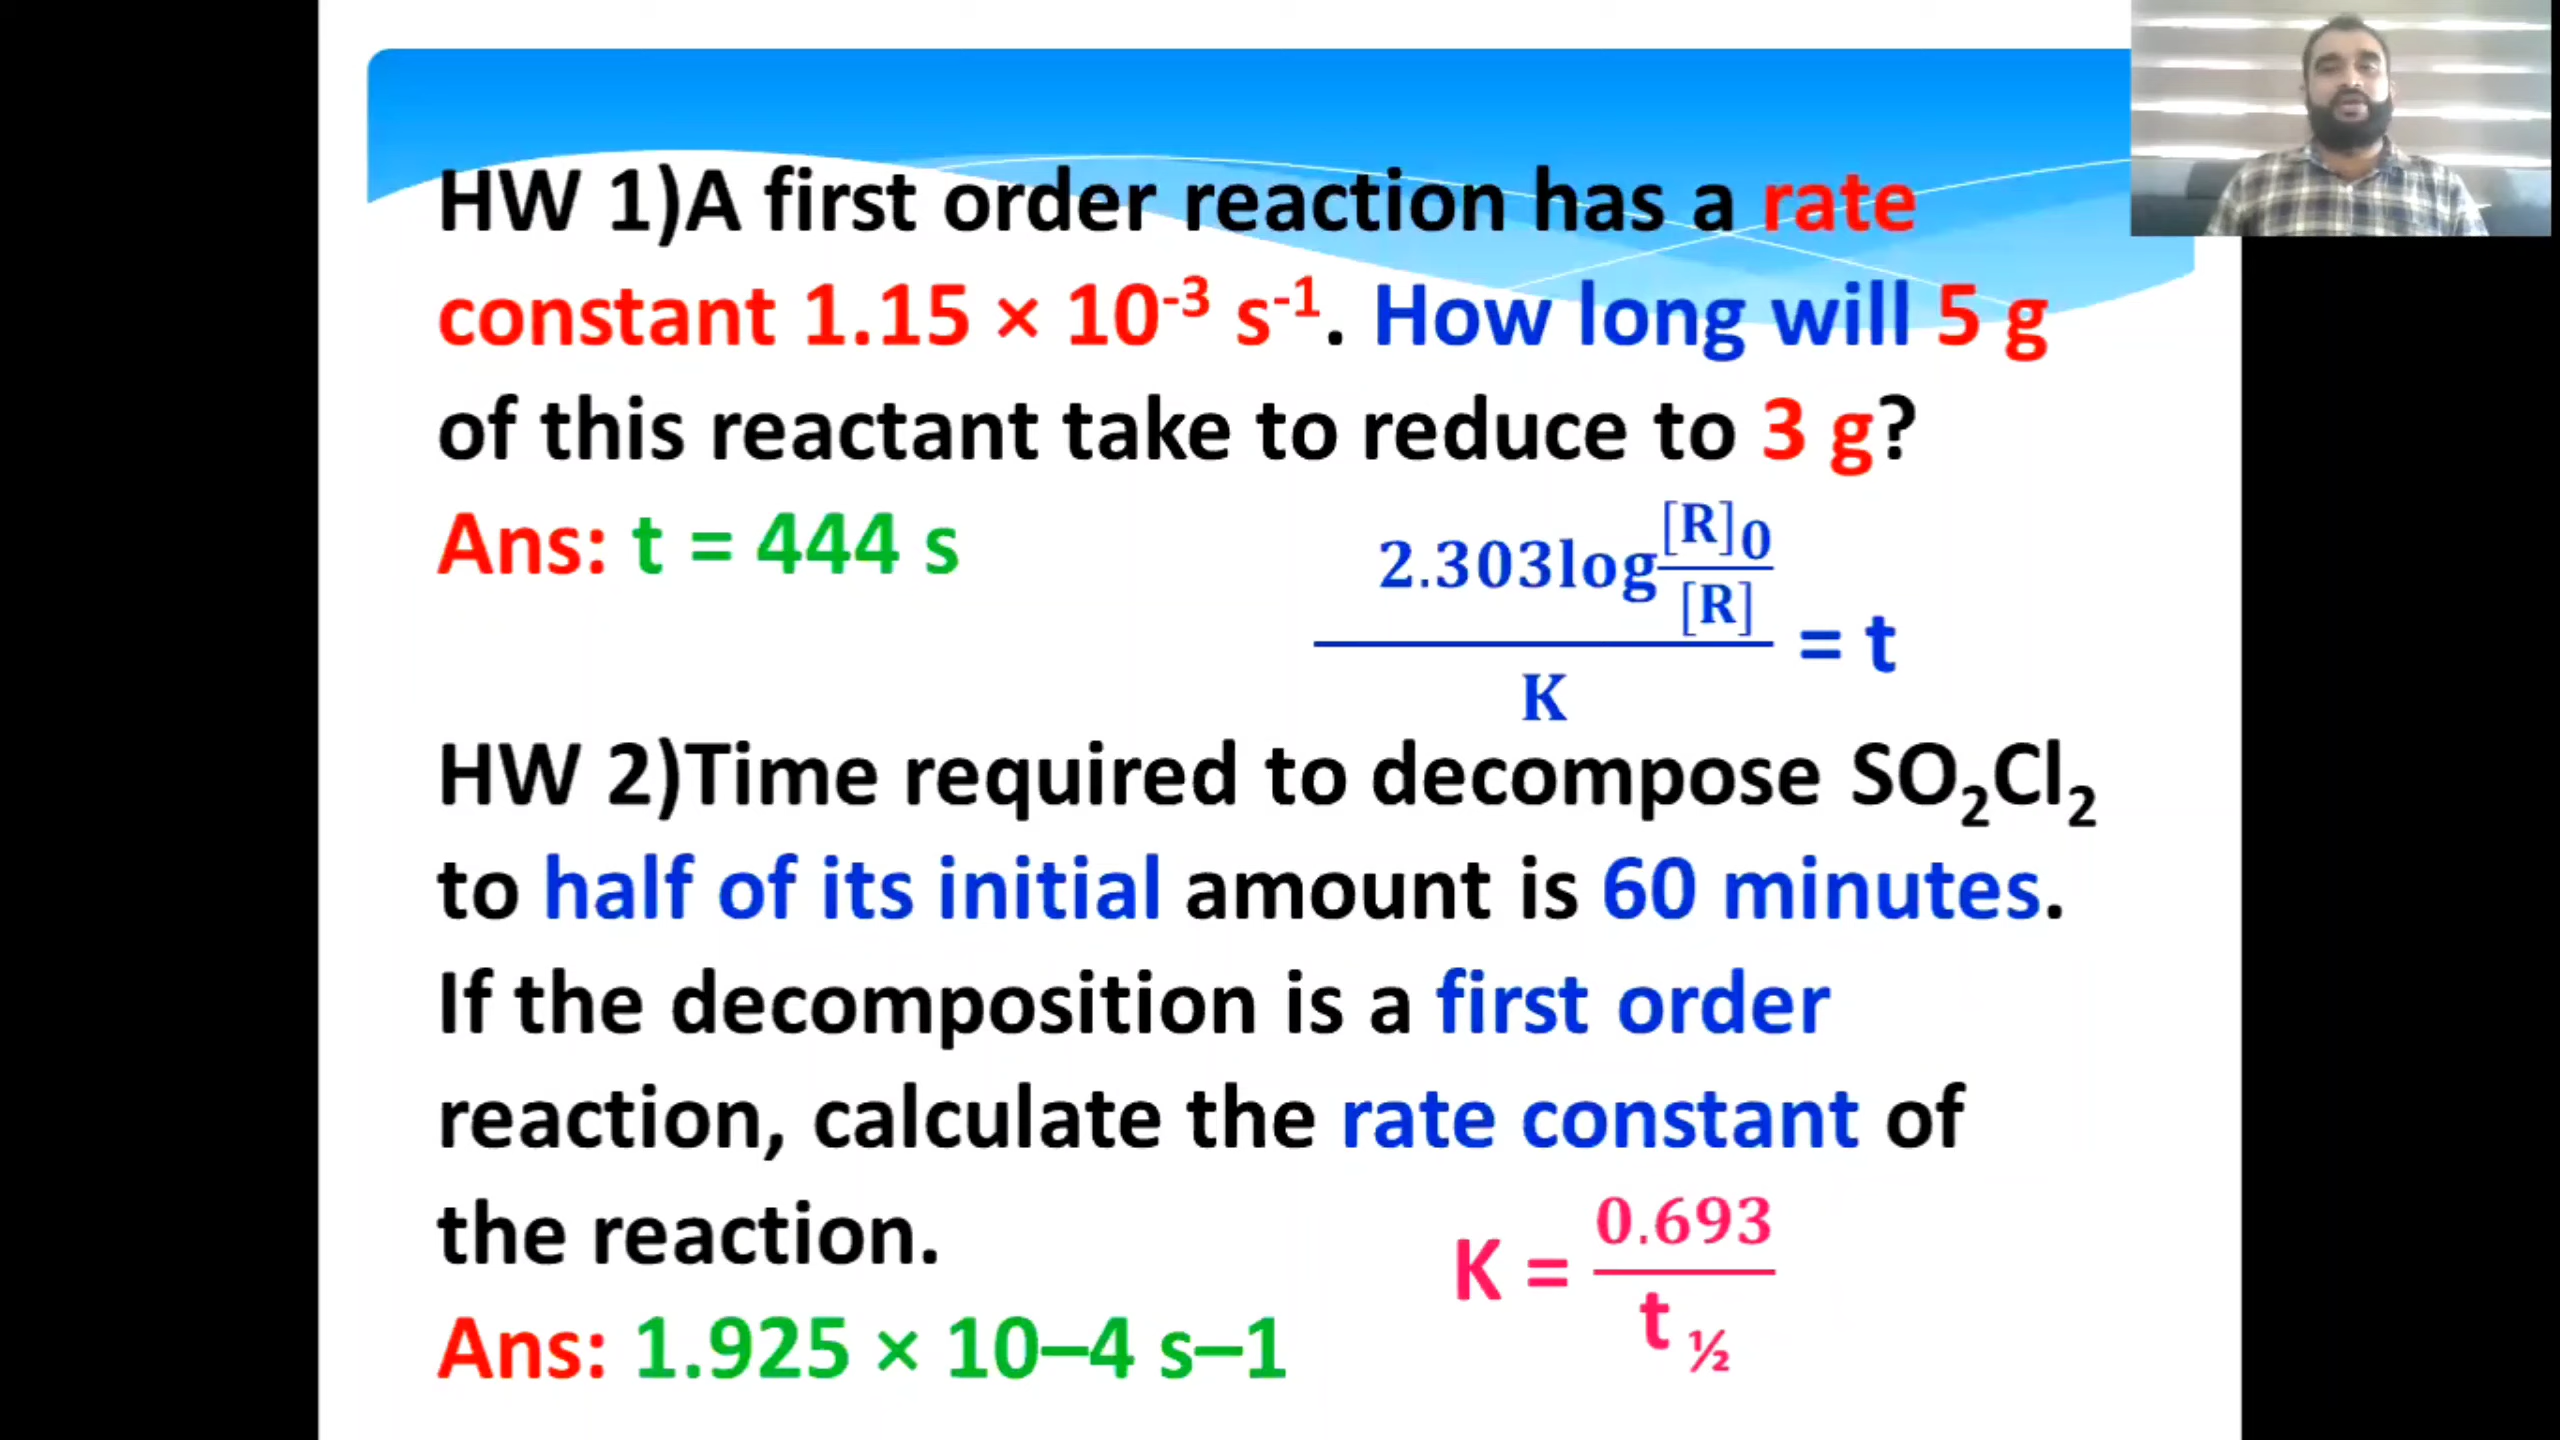 HW 1)A first order reaction has a rate
constant 1.15 × 10⁻³ s⁻¹. How long will 5 g
of this reactant take to reduce to 3 g?
Ans: t = 444 s
2.303log[R]0
[R]
= t
K
HW 2)Time required to decompose SO₂Cl₂
to half of its initial amount is 60 minutes.
If the decomposition is a first order
reaction, calculate the rate constant of
the reaction.
K = 0.693
t ½
Ans: 1.925 × 10–4 s–1